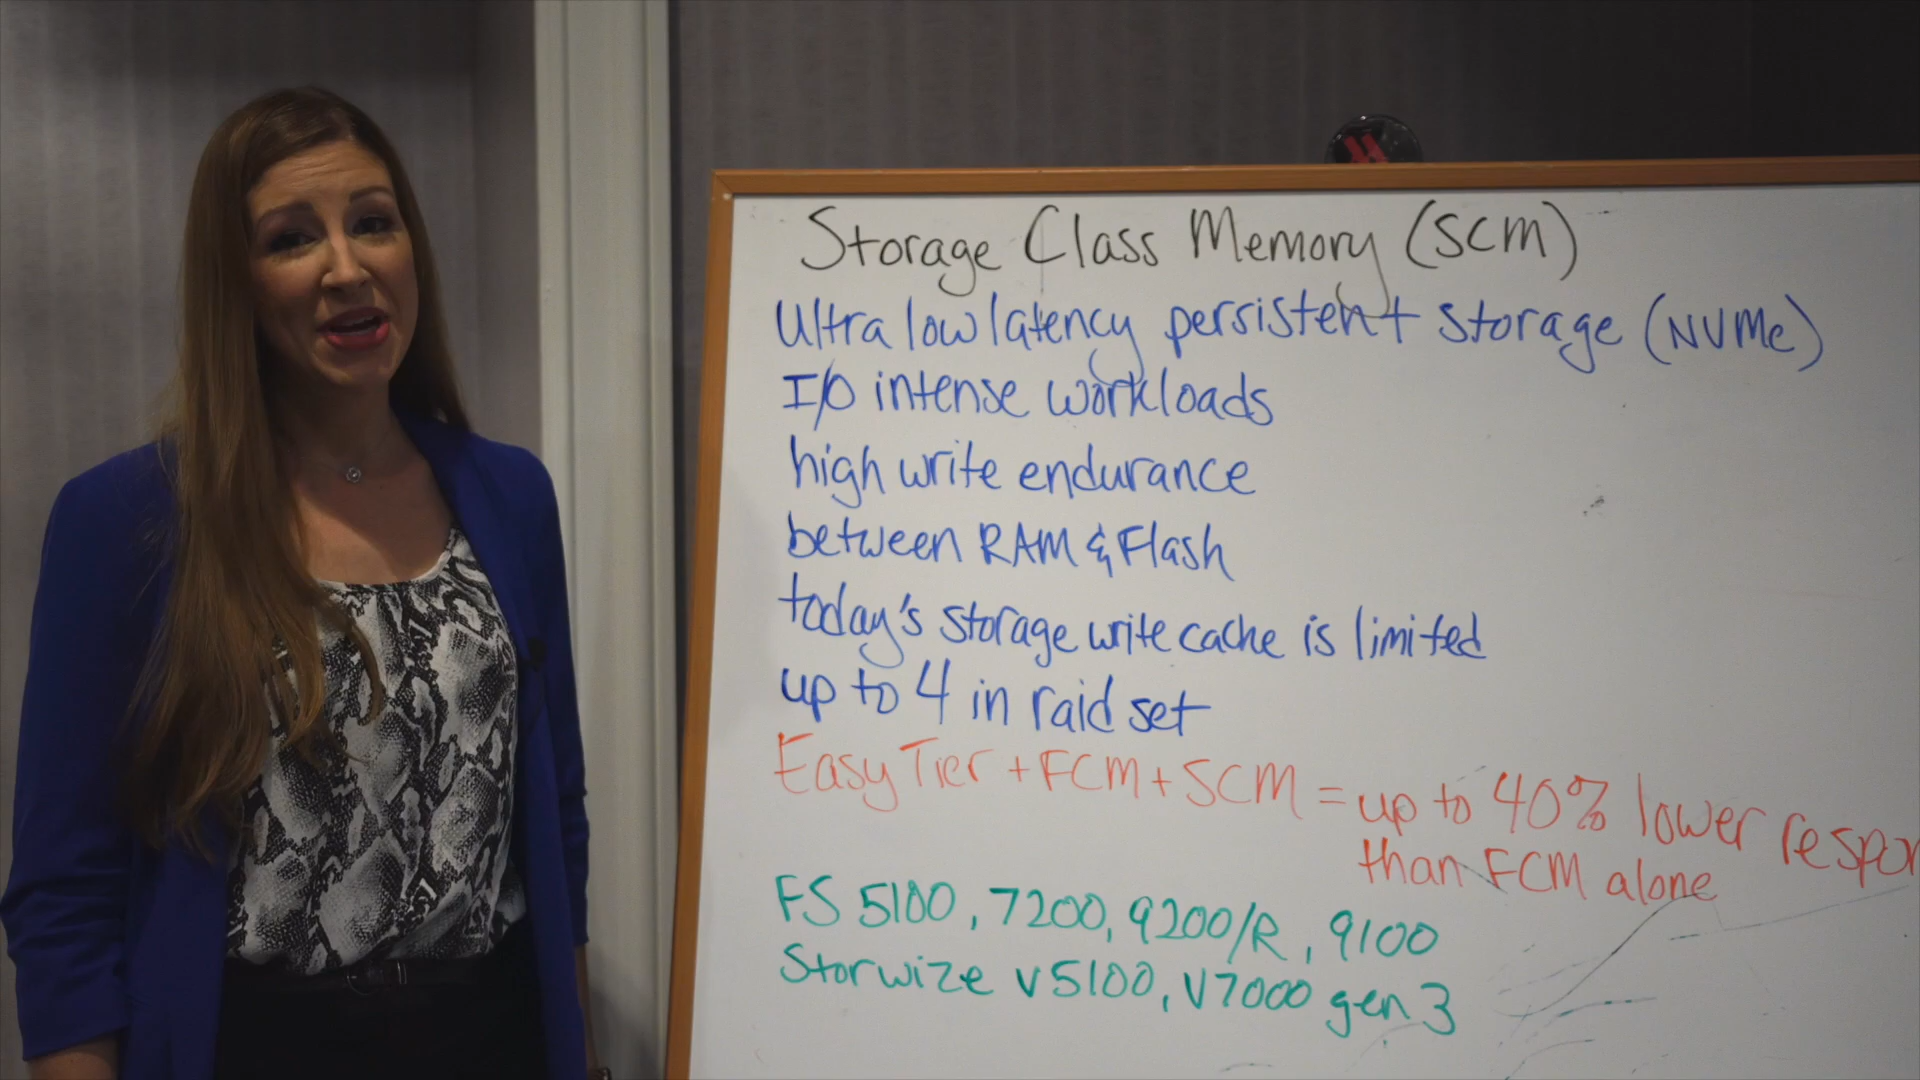 Storage Class Memory (SCM)
Ultra low latency persistent storage (NVMe)
I/O intense workloads
high write endurance
between RAM & Flash
today's storage write cache is limited
up to 4 in raid set
Easy Tier + FCM + SCM = up to 40% lower respon
than FCM alone
FS 5100, 7200, 9200/R, 9100
Storwize V5100, V7000 gen 3